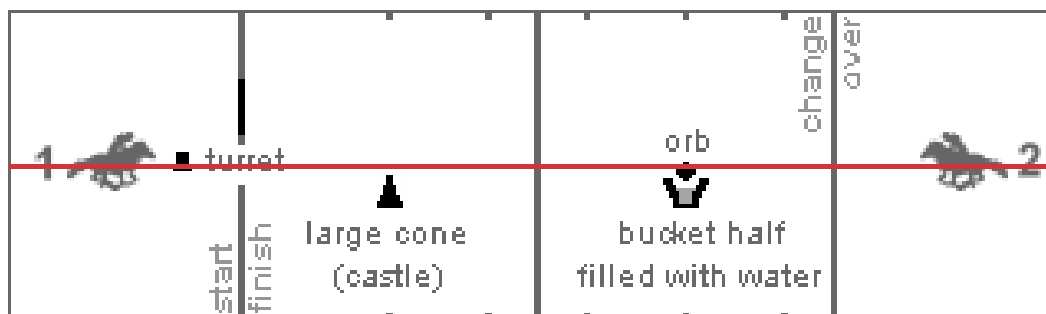 change
over
orb
1
turret
2
large cone
(castle)
bucket half
filled with water
start
finish